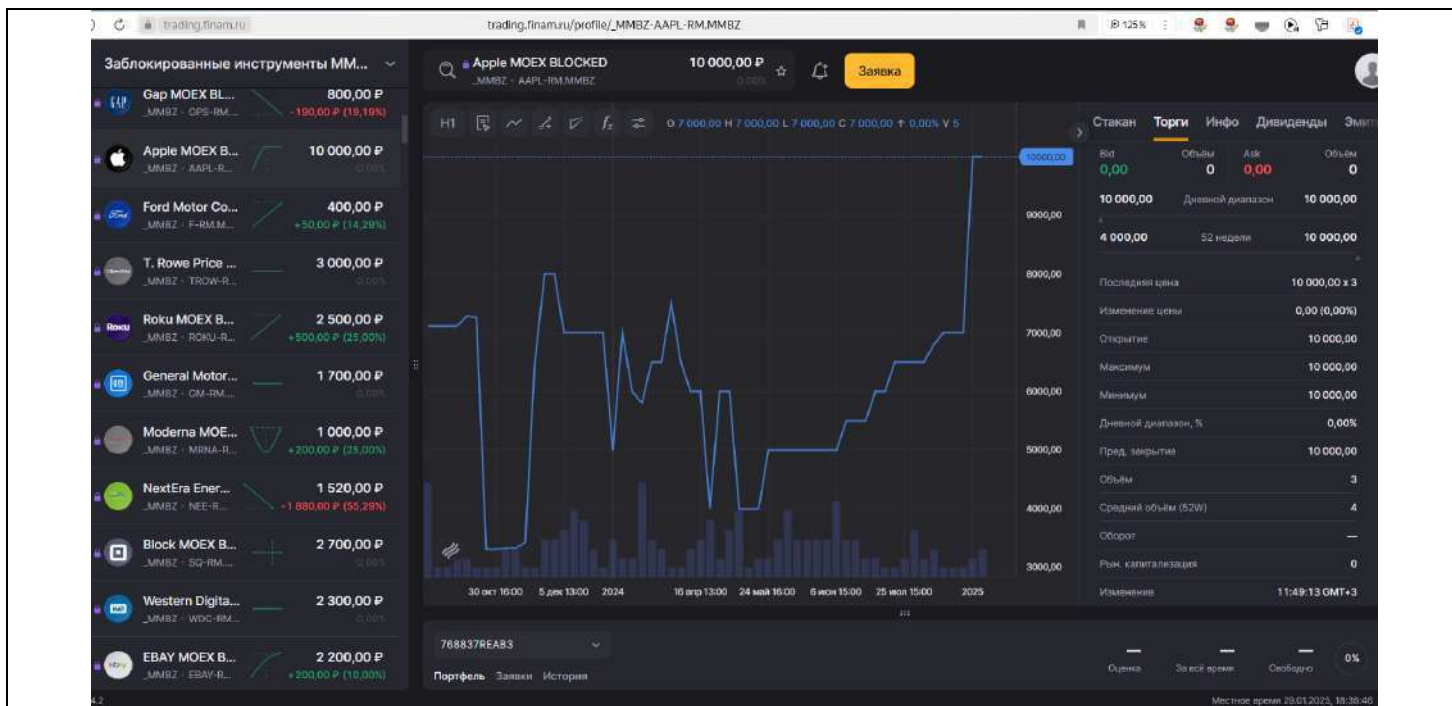 trading.finam.ru
trading.finam.ru/profile/_MMBZ-AAPL-RM.MMBZ
125 %
Заблокированные инструменты ММ...
Gap MOEX BL...
800,00 ₽
_MMBZ · GPS-RM...
-190,00 ₽ (19,19%)
Apple MOEX B...
10 000,00 ₽
_MMBZ · AAPL-R...
0,00%
Ford Motor Co...
400,00 ₽
_MMBZ · F-RM.M...
+50,00 ₽ (14,29%)
T. Rowe Price ...
3 000,00 ₽
_MMBZ · TROW-R...
0,00%
Roku MOEX B...
2 500,00 ₽
_MMBZ · ROKU-R...
+500,00 ₽ (25,00%)
General Motor...
1 700,00 ₽
_MMBZ · GM-RM....
0,00%
Moderna MOE...
1 000,00 ₽
_MMBZ · MRNA-R...
+200,00 ₽ (25,00%)
NextEra Ener...
1 520,00 ₽
_MMBZ · NEE-R...
-1 880,00 ₽ (55,29%)
Block MOEX B...
2 700,00 ₽
_MMBZ · SQ-RM....
0,00%
Western Digita...
2 300,00 ₽
_MMBZ · WDC-RM...
0,00%
EBAY MOEX B...
2 200,00 ₽
_MMBZ · EBAY-R...
+200,00 ₽ (10,00%)
4.2
Apple MOEX BLOCKED
_MMBZ · AAPL-RM.MMBZ
10 000,00 ₽
0,00%
Заявка
H1
O 7 000,00 H 7 000,00 L 7 000,00 C 7 000,00 ↑ 0,00% V 5
10000,00
9000,00
8000,00
7000,00
6000,00
5000,00
4000,00
3000,00
30 окт 16:00 5 дек 13:00 2024 16 апр 13:00 24 май 16:00 6 июн 15:00 25 июл 15:00 2025
768837REAB3
Портфель Заявки История
Стакан Торги Инфо Дивиденды Эмит
Bid Объём Ask Объём
0,00 0 0,00 0
10 000,00 Дневной диапазон 10 000,00
4 000,00 52 недели 10 000,00
Последняя цена 10 000,00 x 3
Изменение цены 0,00 (0,00%)
Открытие 10 000,00
Максимум 10 000,00
Минимум 10 000,00
Дневной диапазон, % 0,00%
Пред. закрытие 10 000,00
Объём 3
Средний объём (52W) 4
Оборот —
Рын. капитализация 0
Изменение 11:49:13 GMT+3
— — —
Оценка За всё время Свободно
0%
Местное время 29.01.2025, 18:36:46